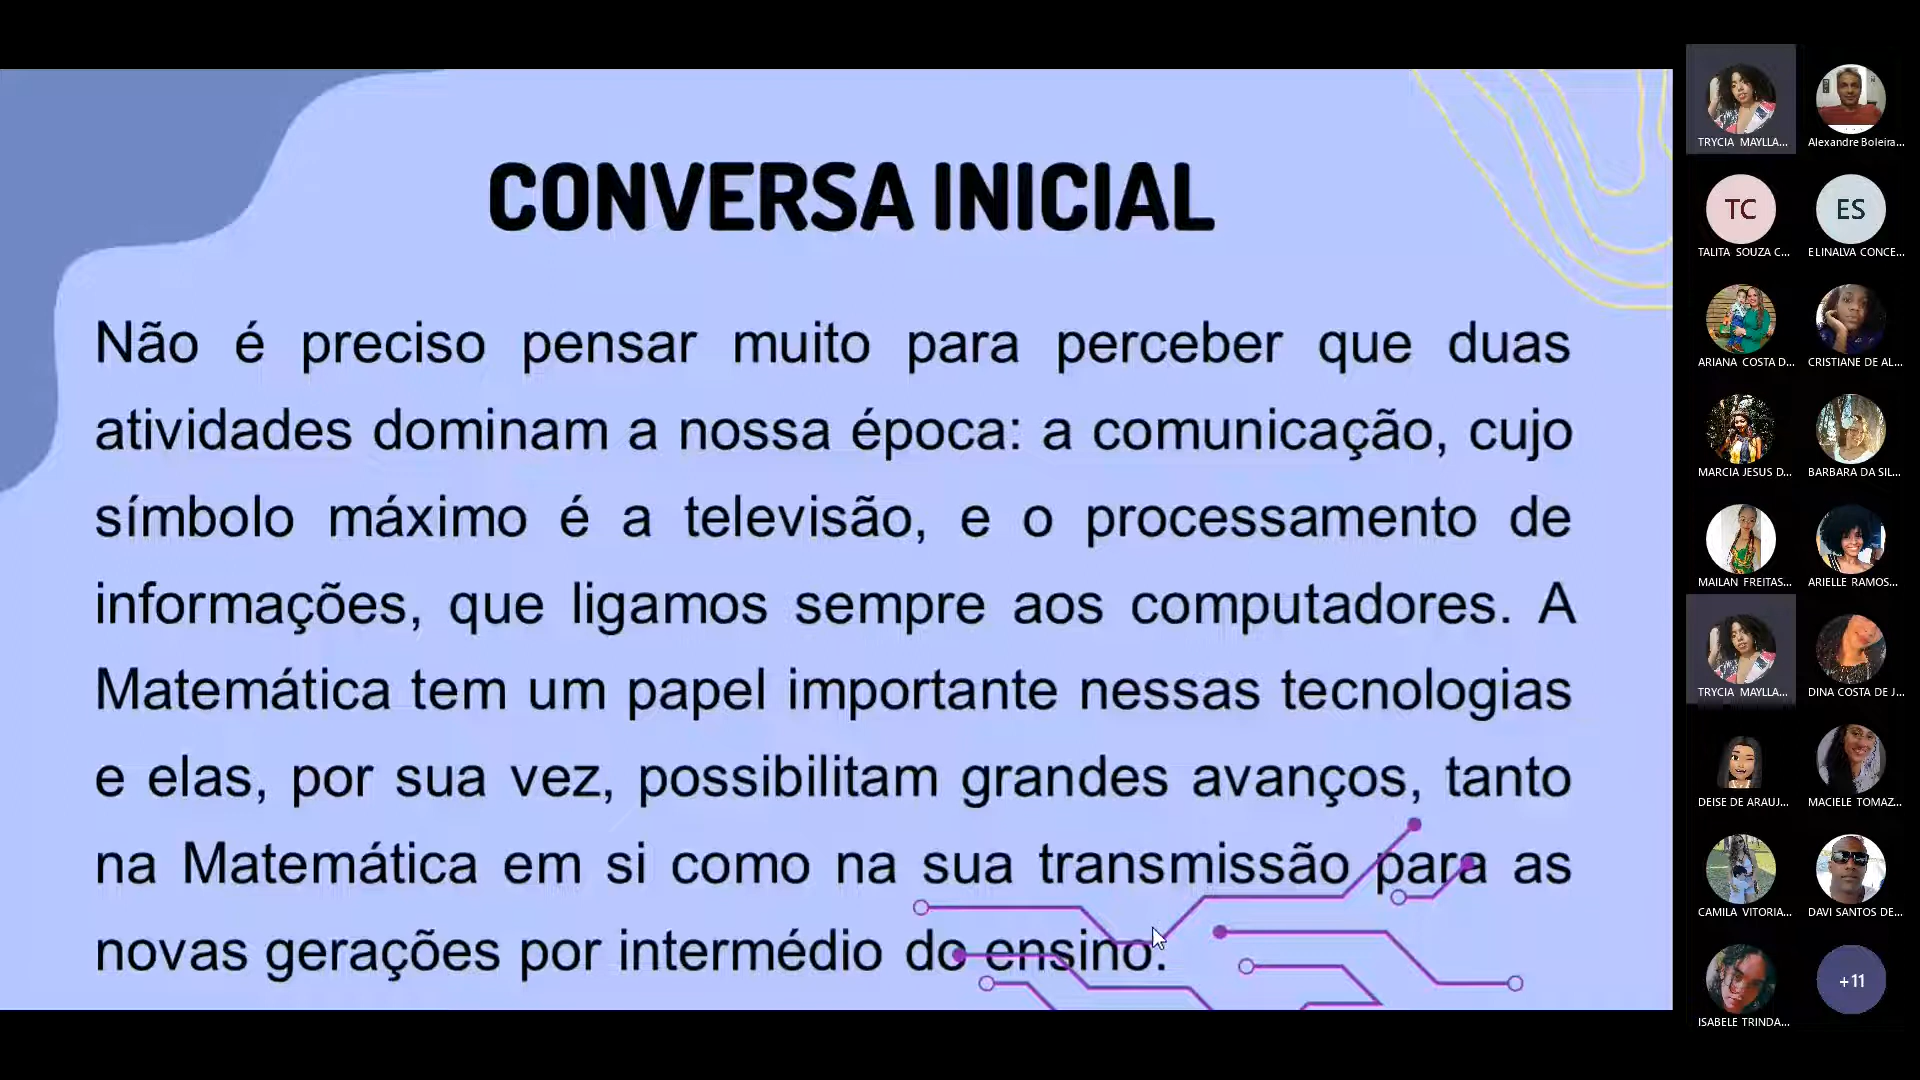 CONVERSA INICIAL
Não é preciso pensar muito para perceber que duas
atividades dominam a nossa época: a comunicação, cujo
símbolo máximo é a televisão, e o processamento de
informações, que ligamos sempre aos computadores. A
Matemática tem um papel importante nessas tecnologias
e elas, por sua vez, possibilitam grandes avanços, tanto
na Matemática em si como na sua transmissão para as
novas gerações por intermédio do ensino.
TRYCIA MAYLLA...
Alexandre Boleira...
TC
TALITA SOUZA C...
ES
ELINALVA CONCE...
ARIANA COSTA D...
CRISTIANE DE AL...
MARCIA JESUS D...
BARBARA DA SIL...
MAILAN FREITAS...
ARIELLE RAMOS...
TRYCIA MAYLLA...
DINA COSTA DE J...
DEISE DE ARAUJ...
MACIELE TOMAZ...
CAMILA VITORIA...
DAVI SANTOS DE...
ISABELE TRINDA...
+11